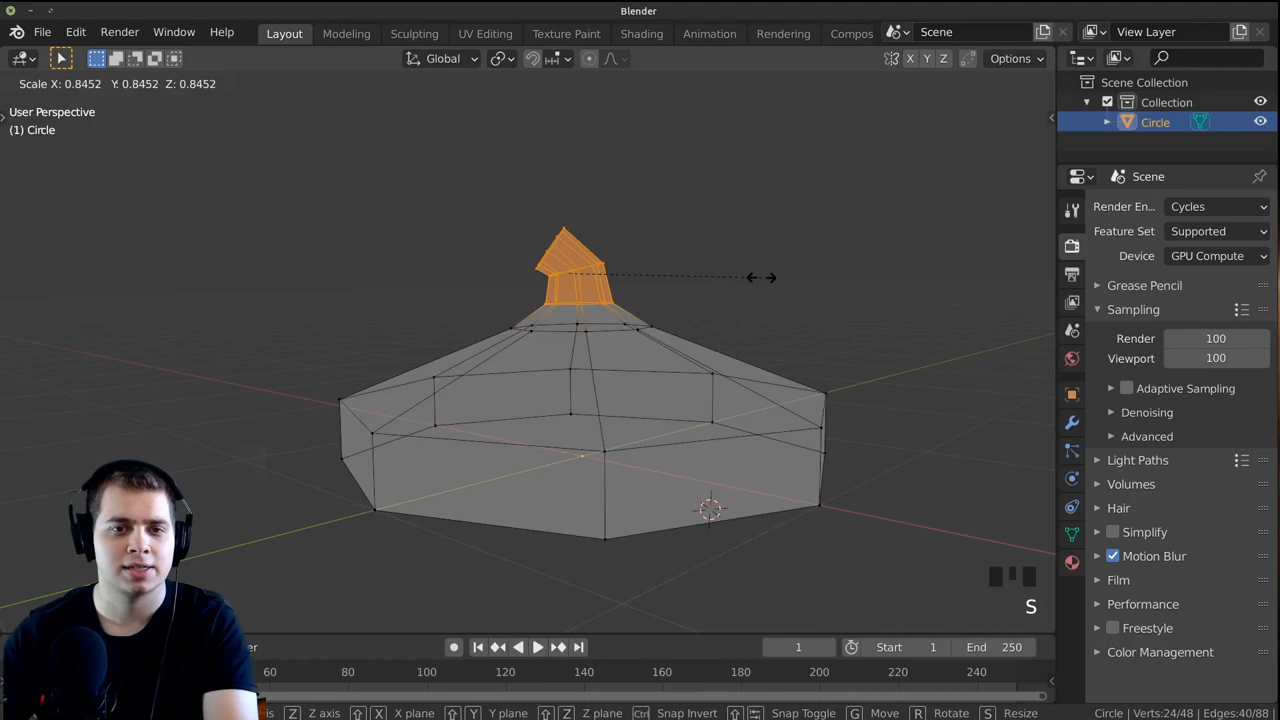 Blender
File Edit Render Window Help Layout Modeling Sculpting UV Editing Texture Paint Shading Animation Rendering Compos Scene View Layer
Global X Y Z Options
Scale X: 0.8452 Y: 0.8452 Z: 0.8452
User Perspective
(1) Circle
Scene Collection
Collection
Circle
Scene
Render En... Cycles
Feature Set Supported
Device GPU Compute
Grease Pencil
Sampling
Render 100
Viewport 100
Adaptive Sampling
Denoising
Advanced
Light Paths
Volumes
Hair
Simplify
Motion Blur
Film
Performance
Freestyle
Color Management
S
er 1 Start 1 End 250
60 80 100 120 140 160 180 200 220 240
is Z Z axis X X plane Y Y plane Z Z plane Ctrl Snap Invert Snap Toggle G Move R Rotate S Resize Circle | Verts:24/48 | Edges:40/88